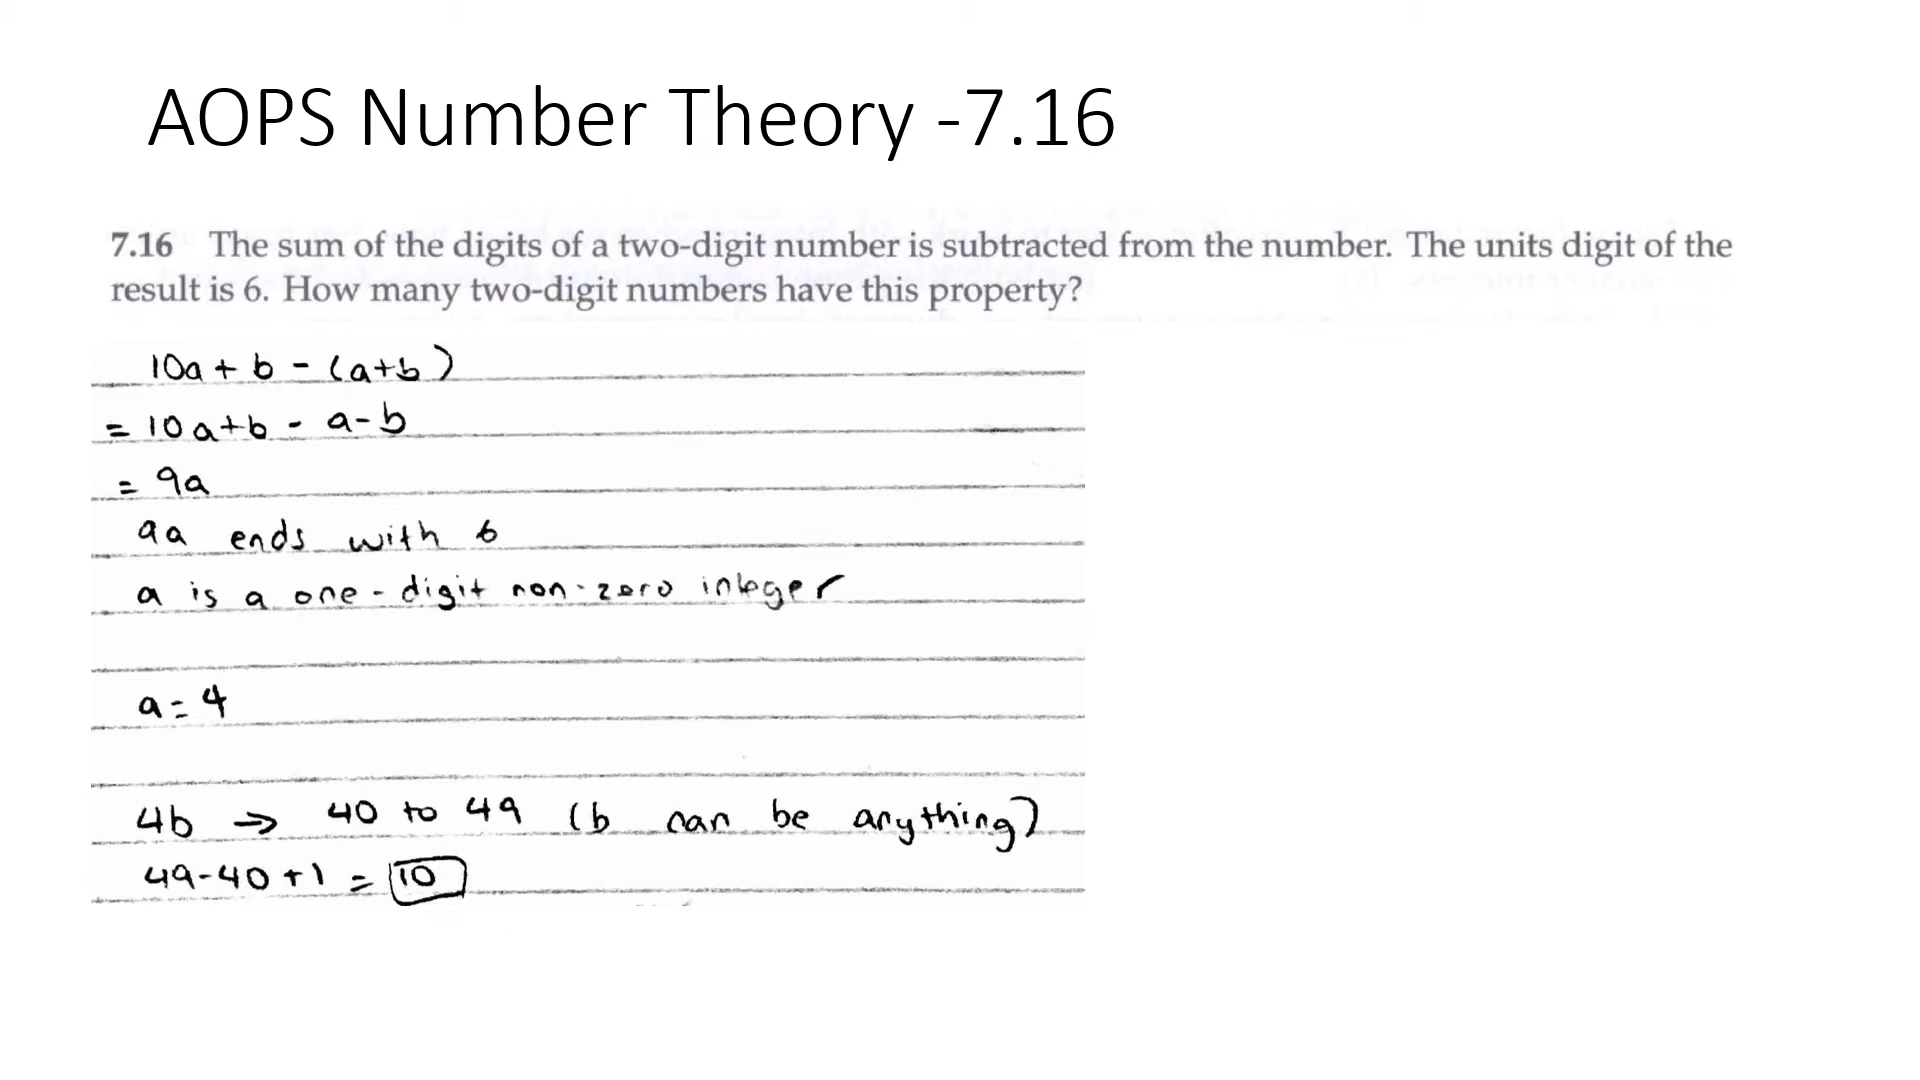 AOPS Number Theory -7.16
7.16 The sum of the digits of a two-digit number is subtracted from the number. The units digit of the
result is 6. How many two-digit numbers have this property?
10a + b - (a+b)
= 10a+b - a-b
= 9a
9a ends with 6
a is a one-digit non-zero integer
a = 4
4b → 40 to 49 (b can be anything)
49-40+1 = 10